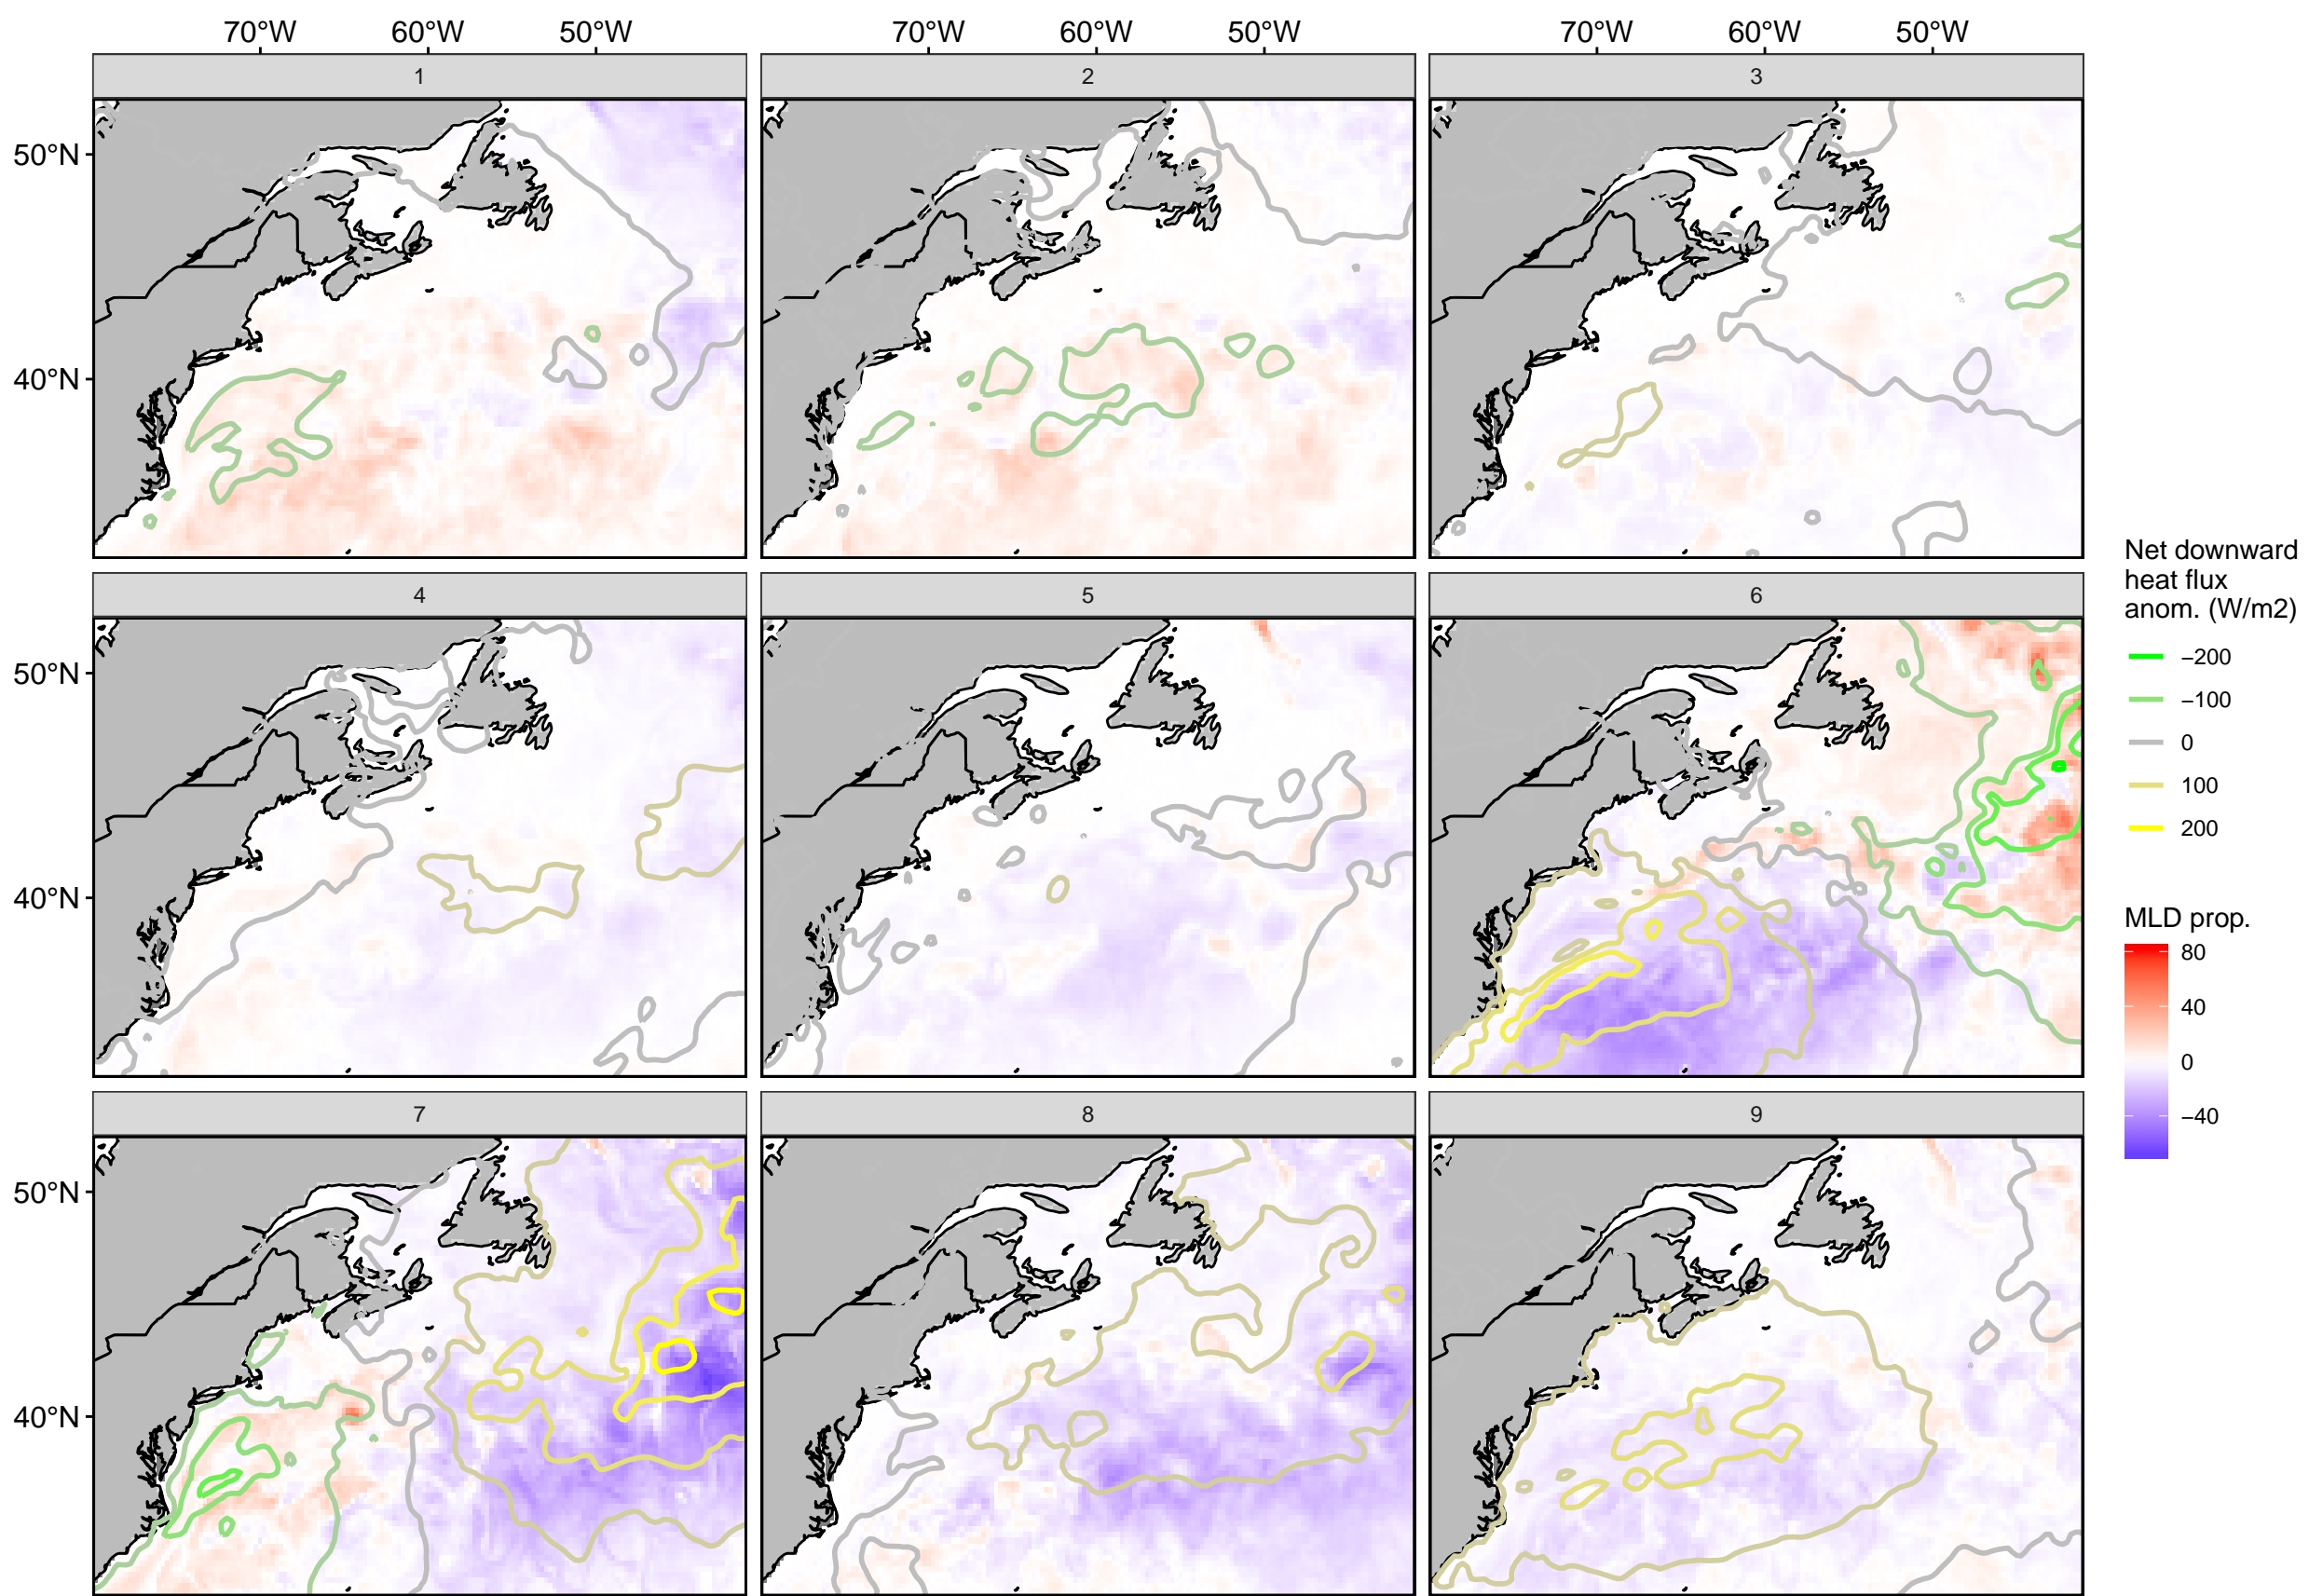 70°W 60°W 50°W 70°W 60°W 50°W 70°W 60°W 50°W
1 2 3
50°N
40°N
4 5 6
50°N
40°N
7 8 9
50°N
40°N
Net downward
heat flux
anom. (W/m2)
−200
−100
0
100
200
MLD prop.
80
40
0
−40